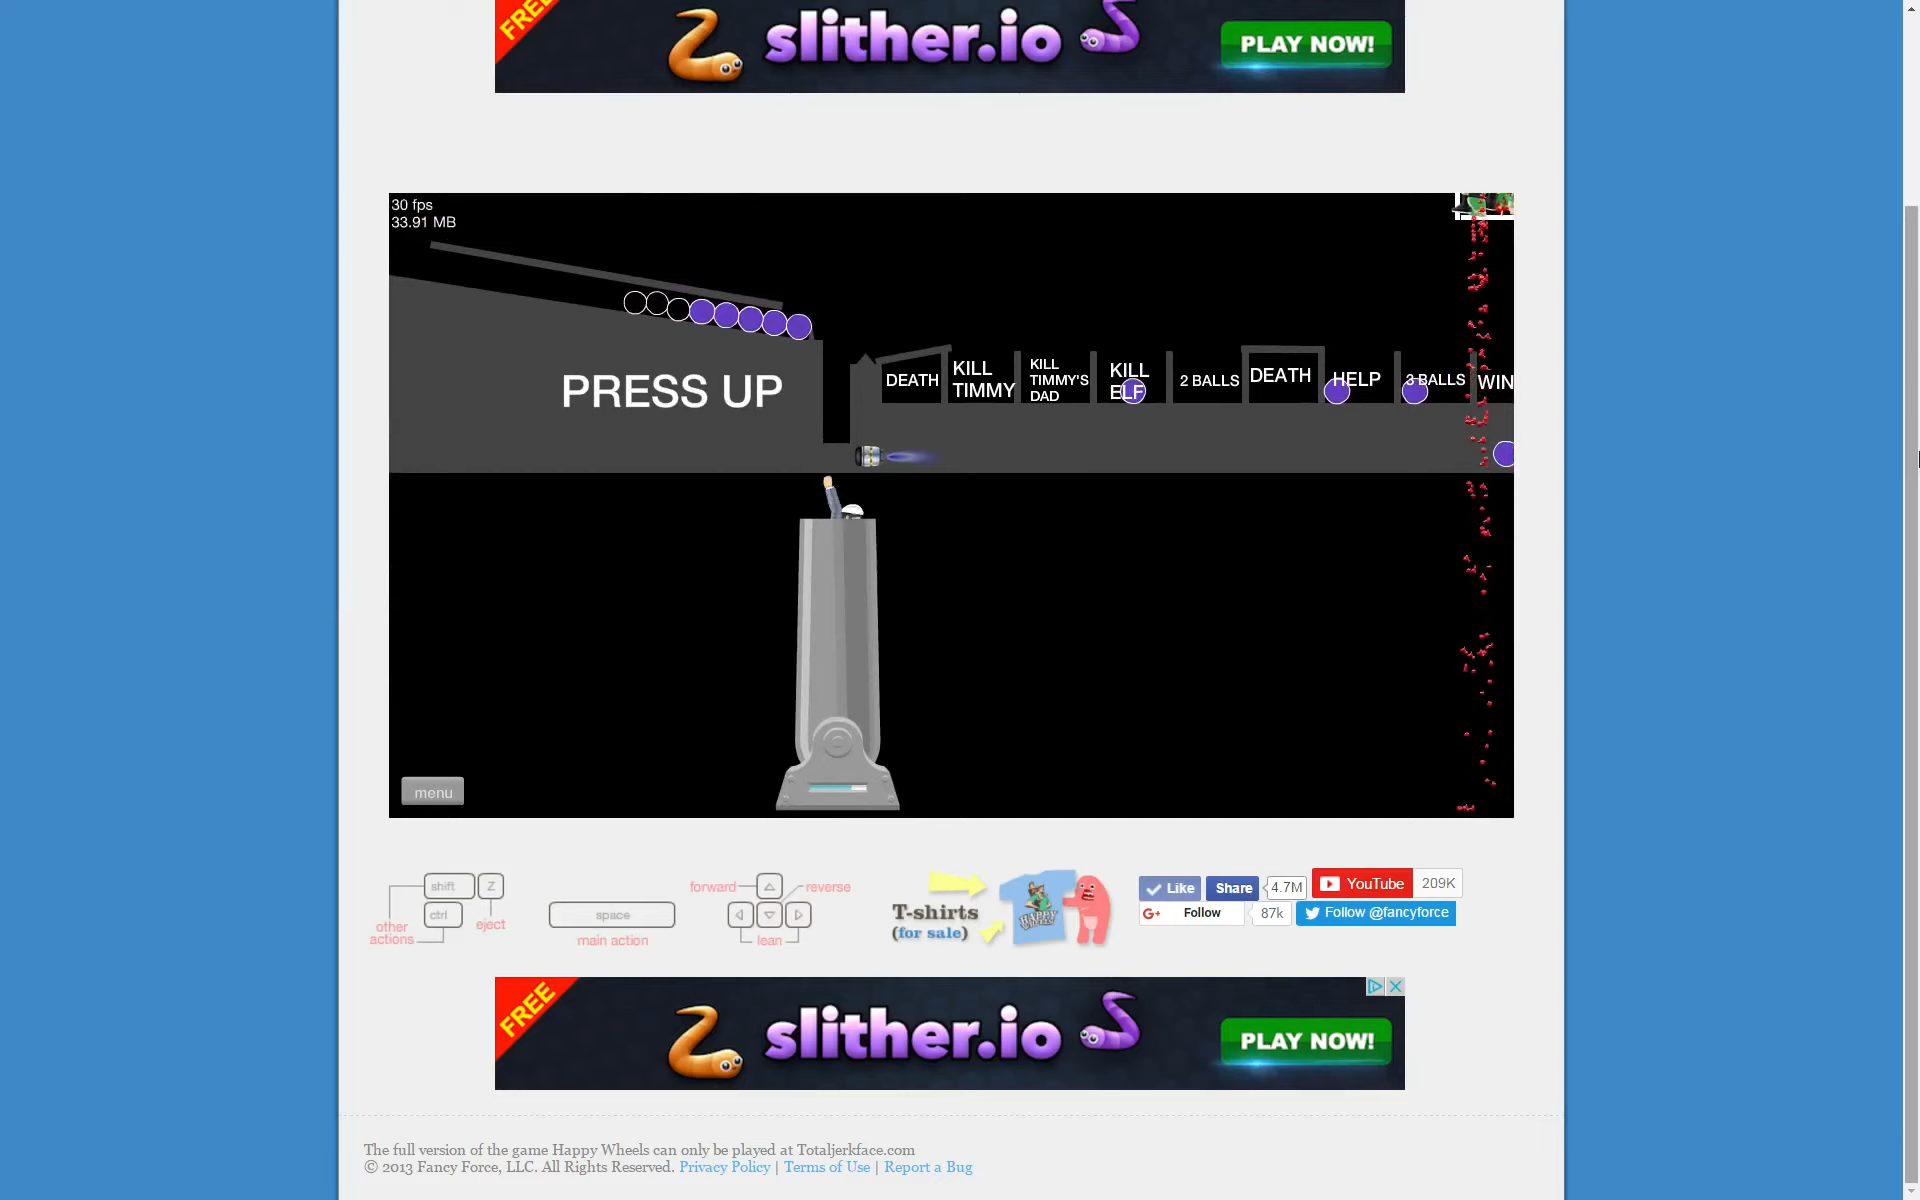 FREE
slither.io
PLAY NOW!
30 fps
33.91 MB
PRESS UP
DEATH
KILL
TIMMY
KILL
TIMMY'S
DAD
KILL
ELF
2 BALLS
DEATH
HELP
3 BALLS
WIN
menu
shift
Z
ctrl
other
actions
eject
space
main action
forward
reverse
lean
T-shirts
(for sale)
HAPPY
WHEELS
Like
Share
4.7M
YouTube
209K
G+
Follow
87k
Follow @fancyforce
FREE
slither.io
PLAY NOW!
The full version of the game Happy Wheels can only be played at Totaljerkface.com
© 2013 Fancy Force, LLC. All Rights Reserved. Privacy Policy | Terms of Use | Report a Bug